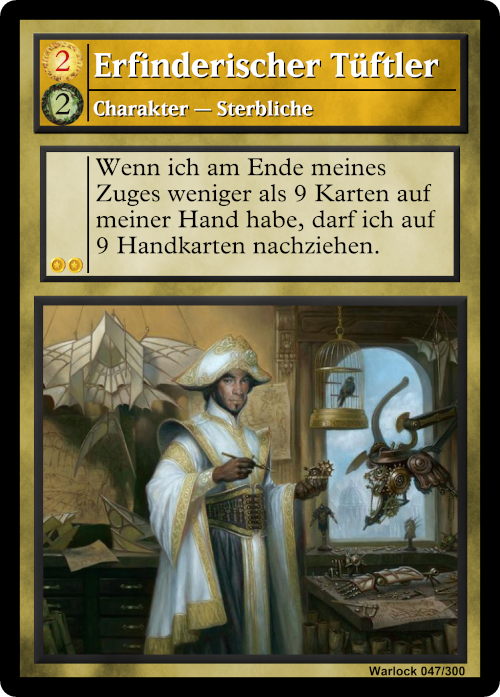 2 Erfinderischer Tüftler
2 Charakter — Sterbliche
Wenn ich am Ende meines
Zuges weniger als 9 Karten auf
meiner Hand habe, darf ich auf
9 Handkarten nachziehen.
Warlock 047/300